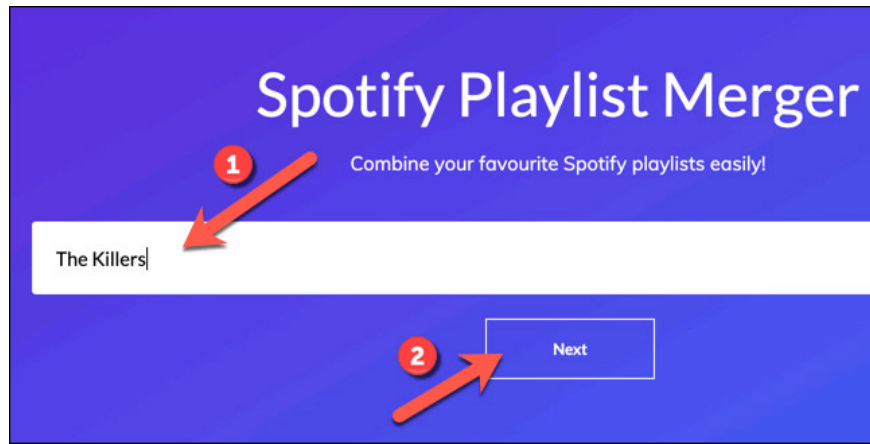 Spotify Playlist Merger
1
Combine your favourite Spotify playlists easily!
The Killers
2
Next